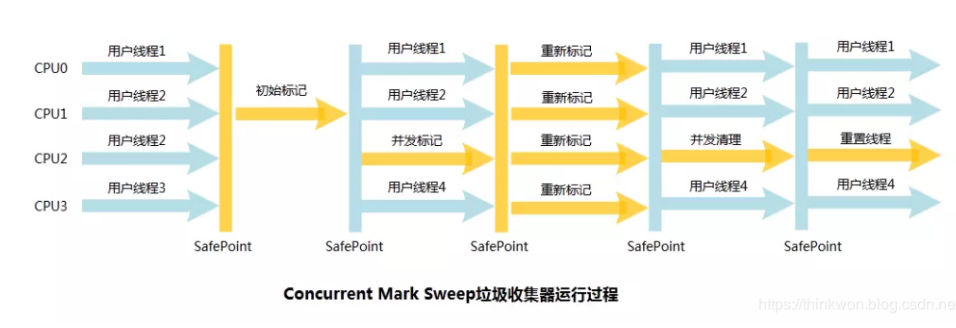 用户线程1 用户线程1 重新标记 用户线程1 用户线程1
CPU0
初始标记
用户线程2 用户线程2 重新标记 用户线程2 用户线程2
CPU1
用户线程2 并发标记 重新标记 并发清理 重置线程
CPU2
用户线程3 用户线程4 重新标记 用户线程4 用户线程4
CPU3
SafePoint SafePoint SafePoint SafePoint SafePoint
Concurrent Mark Sweep垃圾收集器运行过程
https://thinkwon.blog.csdn.ne